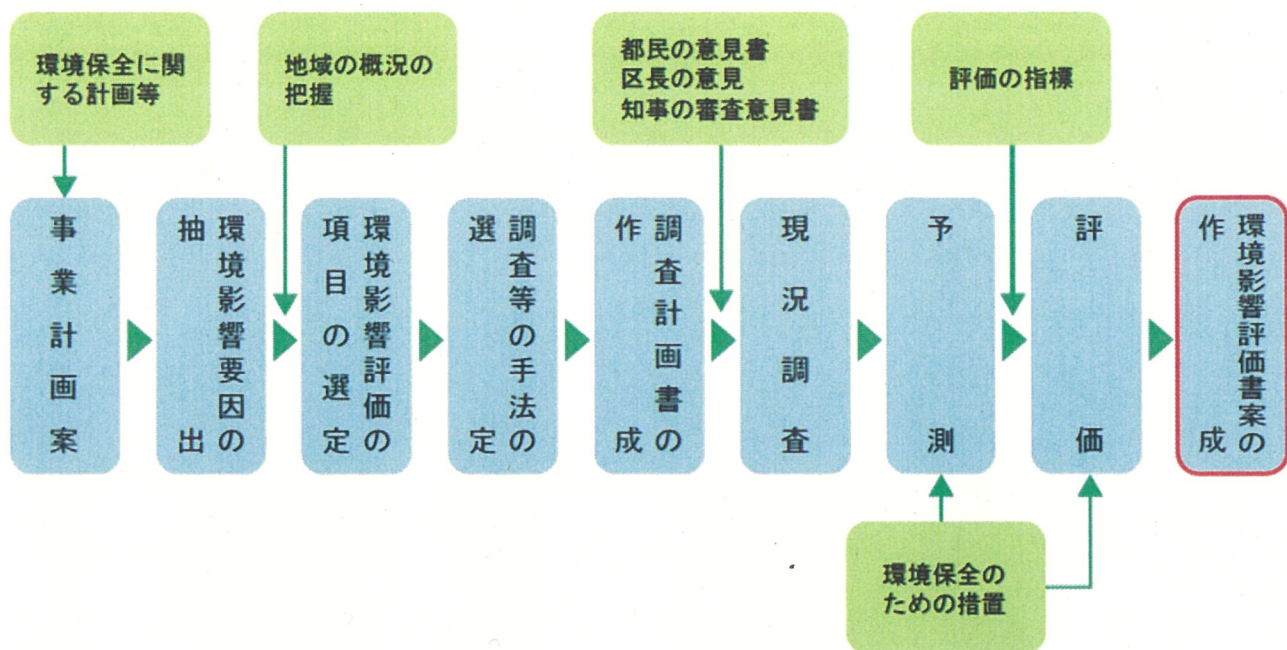 環境保全に関
する計画等
地域の概況の
把握
都民の意見書
区長の意見
知事の審査意見書
評価の指標
事業計画案
環境影響要因の
抽出
環境影響評価の
項目の選定
調査等の手法の
選定
調査計画書の
作成
現況調査
予測
評価
環境影響評価書案の
作成
環境保全の
ための措置